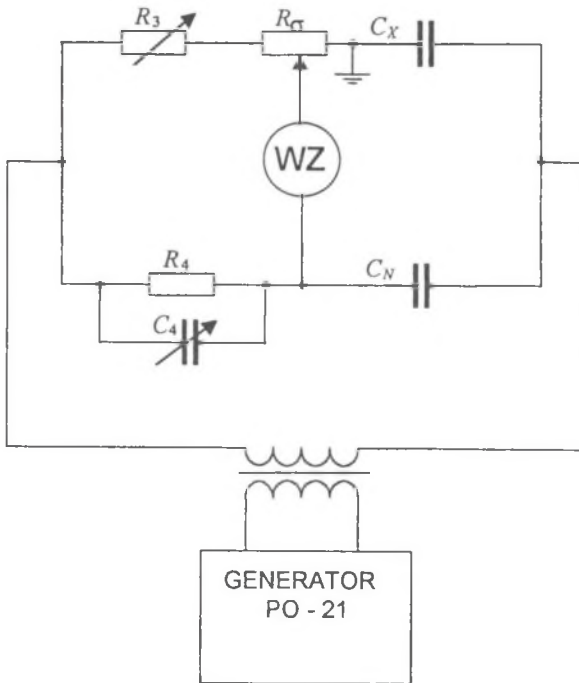 R3 Rσ CX
WZ
R4 CN
C4
GENERATOR
PO - 21